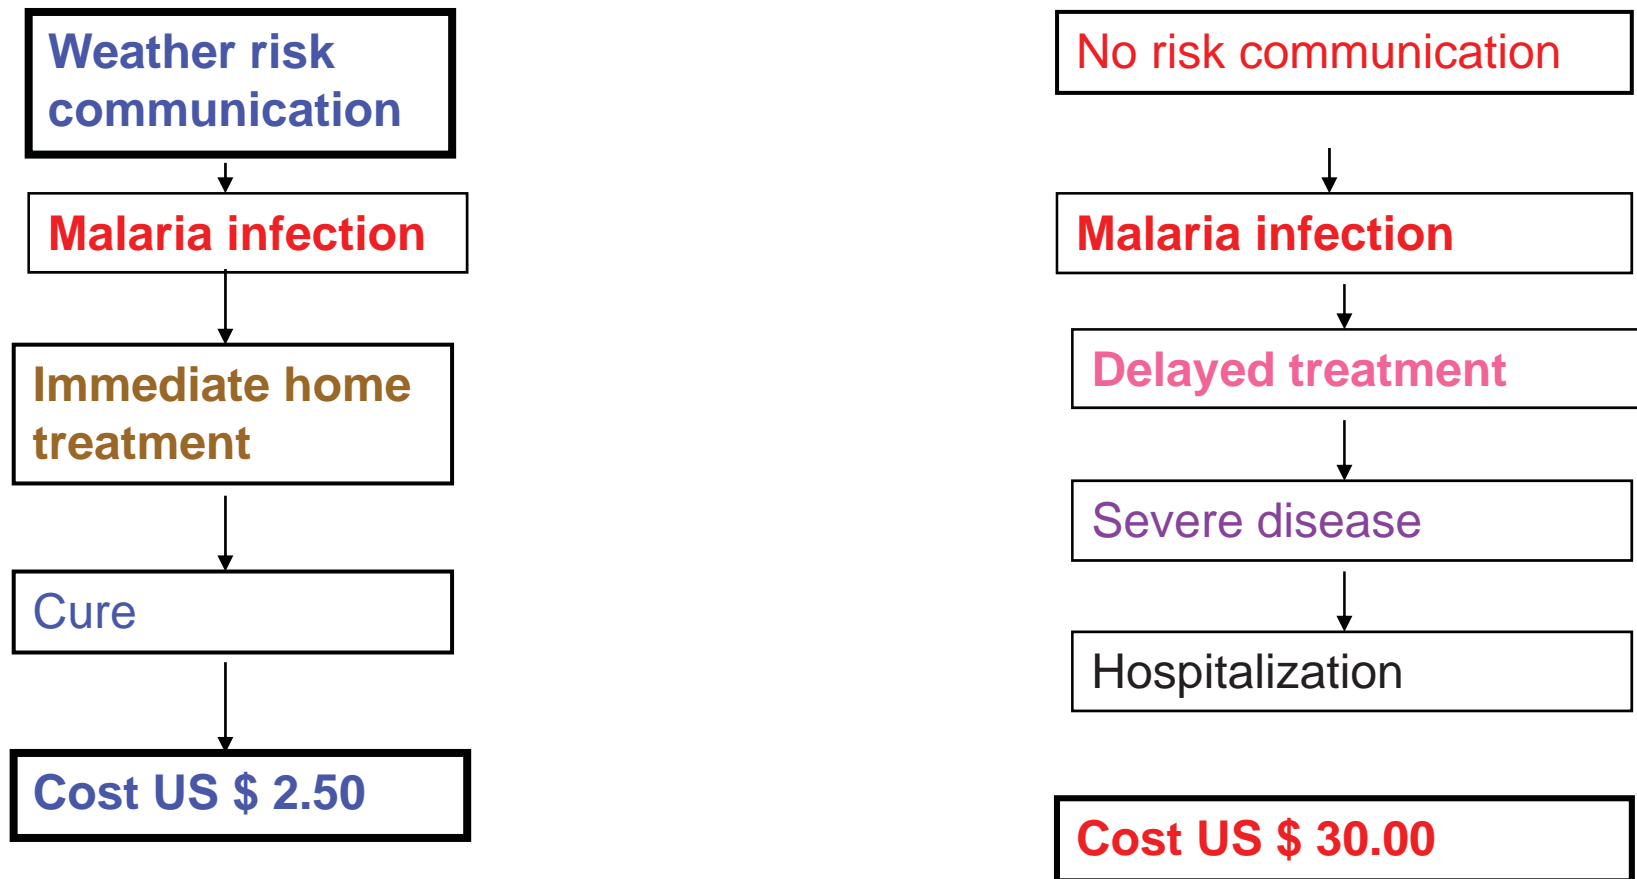 Weather risk
communication
Malaria infection
Immediate home
treatment
Cure
Cost US $ 2.50
No risk communication
Malaria infection
Delayed treatment
Severe disease
Hospitalization
Cost US $ 30.00